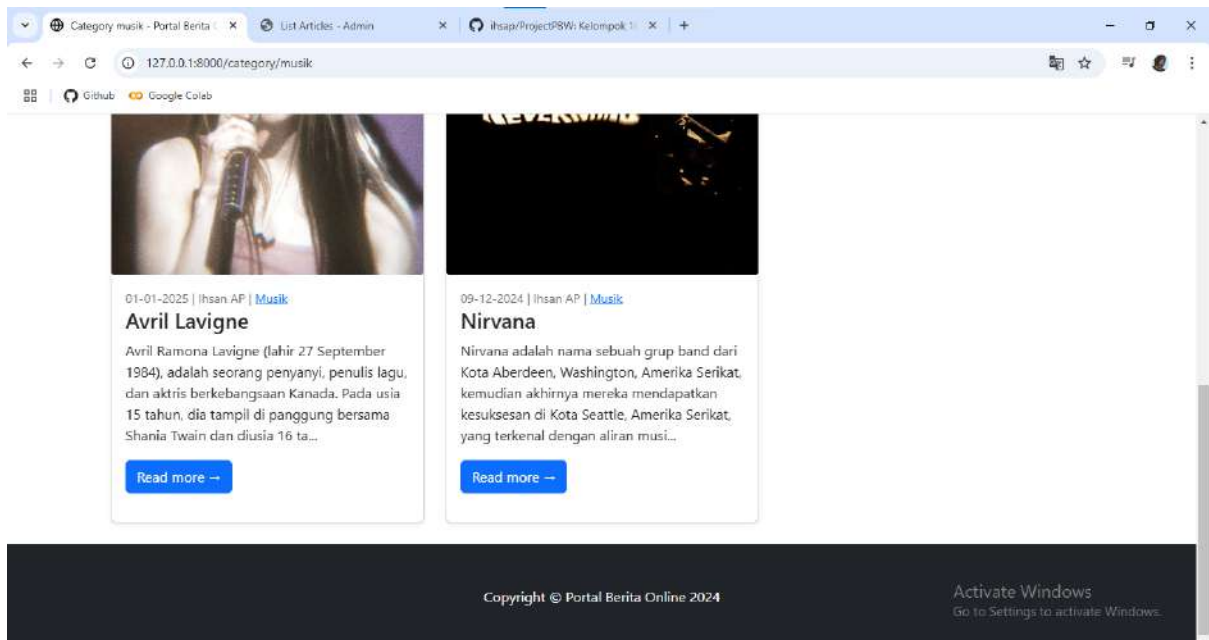 Category musik - Portal Berita
List Articles - Admin
ihsap/ProjectPBW: Kelompok
127.0.0.1:8000/category/musik
Github
Google Colab
NEVERMIND
01-01-2025 | Ihsan AP | Musik
Avril Lavigne
Avril Ramona Lavigne (lahir 27 September
1984), adalah seorang penyanyi, penulis lagu,
dan aktris berkebangsaan Kanada. Pada usia
15 tahun, dia tampil di panggung bersama
Shania Twain dan diusia 16 ta...
Read more →
09-12-2024 | Ihsan AP | Musik
Nirvana
Nirvana adalah nama sebuah grup band dari
Kota Aberdeen, Washington, Amerika Serikat,
kemudian akhirnya mereka mendapatkan
kesuksesan di Kota Seattle, Amerika Serikat,
yang terkenal dengan aliran musi...
Read more →
Copyright © Portal Berita Online 2024
Activate Windows
Go to Settings to activate Windows.